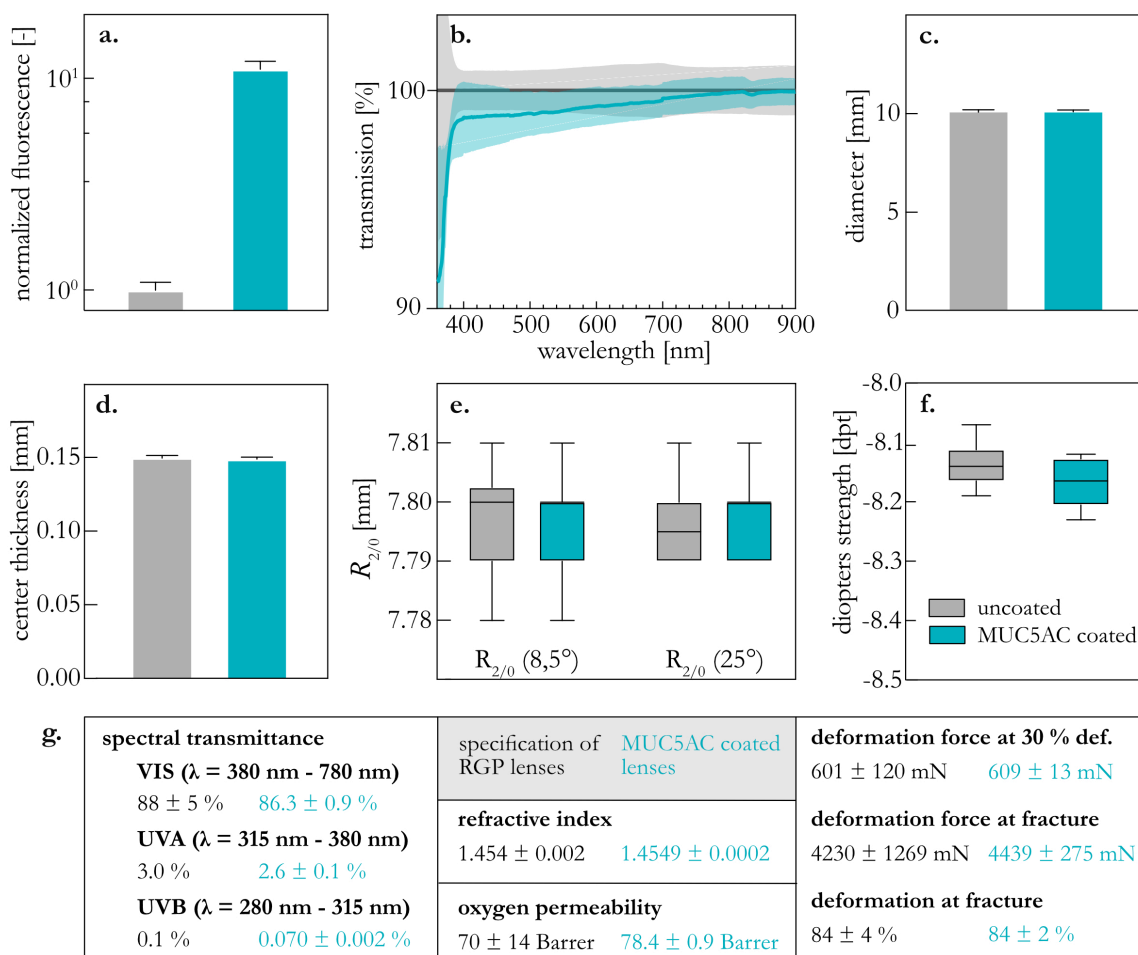 a.
normalized fluorescence [-]
10¹
10⁰
b.
transmission [%]
100
90
400 500 600 700 800 900
wavelength [nm]
c.
diameter [mm]
10
5
0
d.
center thickness [mm]
0.15
0.10
0.05
0.00
e.
R2/0 [mm]
7.81
7.80
7.79
7.78
R2/0 (8,5°) R2/0 (25°)
f.
diopters strength [dpt]
-8.0
-8.1
-8.2
-8.3
-8.4
-8.5
uncoated
MUC5AC coated
g.
spectral transmittance
VIS (λ = 380 nm - 780 nm)
88 ± 5 % 86.3 ± 0.9 %
UVA (λ = 315 nm - 380 nm)
3.0 % 2.6 ± 0.1 %
UVB (λ = 280 nm - 315 nm)
0.1 % 0.070 ± 0.002 %
specification of MUC5AC coated
RGP lenses lenses
refractive index
1.454 ± 0.002 1.4549 ± 0.0002
oxygen permeability
70 ± 14 Barrer 78.4 ± 0.9 Barrer
deformation force at 30 % def.
601 ± 120 mN 609 ± 13 mN
deformation force at fracture
4230 ± 1269 mN 4439 ± 275 mN
deformation at fracture
84 ± 4 % 84 ± 2 %